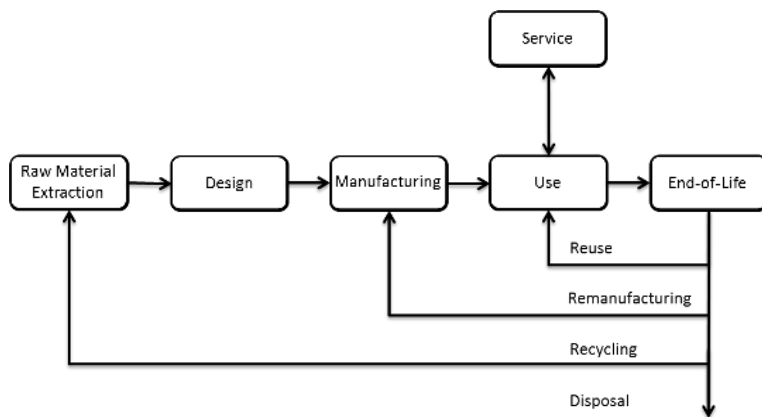 Service
Raw Material
Extraction
Design
Manufacturing
Use
End-of-Life
Reuse
Remanufacturing
Recycling
Disposal